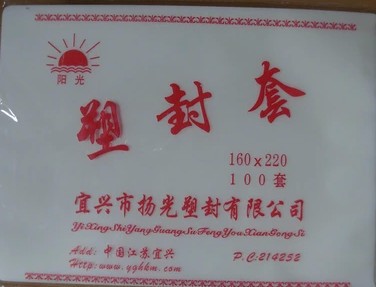 阳光
塑封套
160×220
100套
宜兴市扬光塑封有限公司
YiXingShiYangGuangSuFengYouXianGongSi
Add: 中国江苏宜兴
P.C:214252
Http:www.yghkm.com